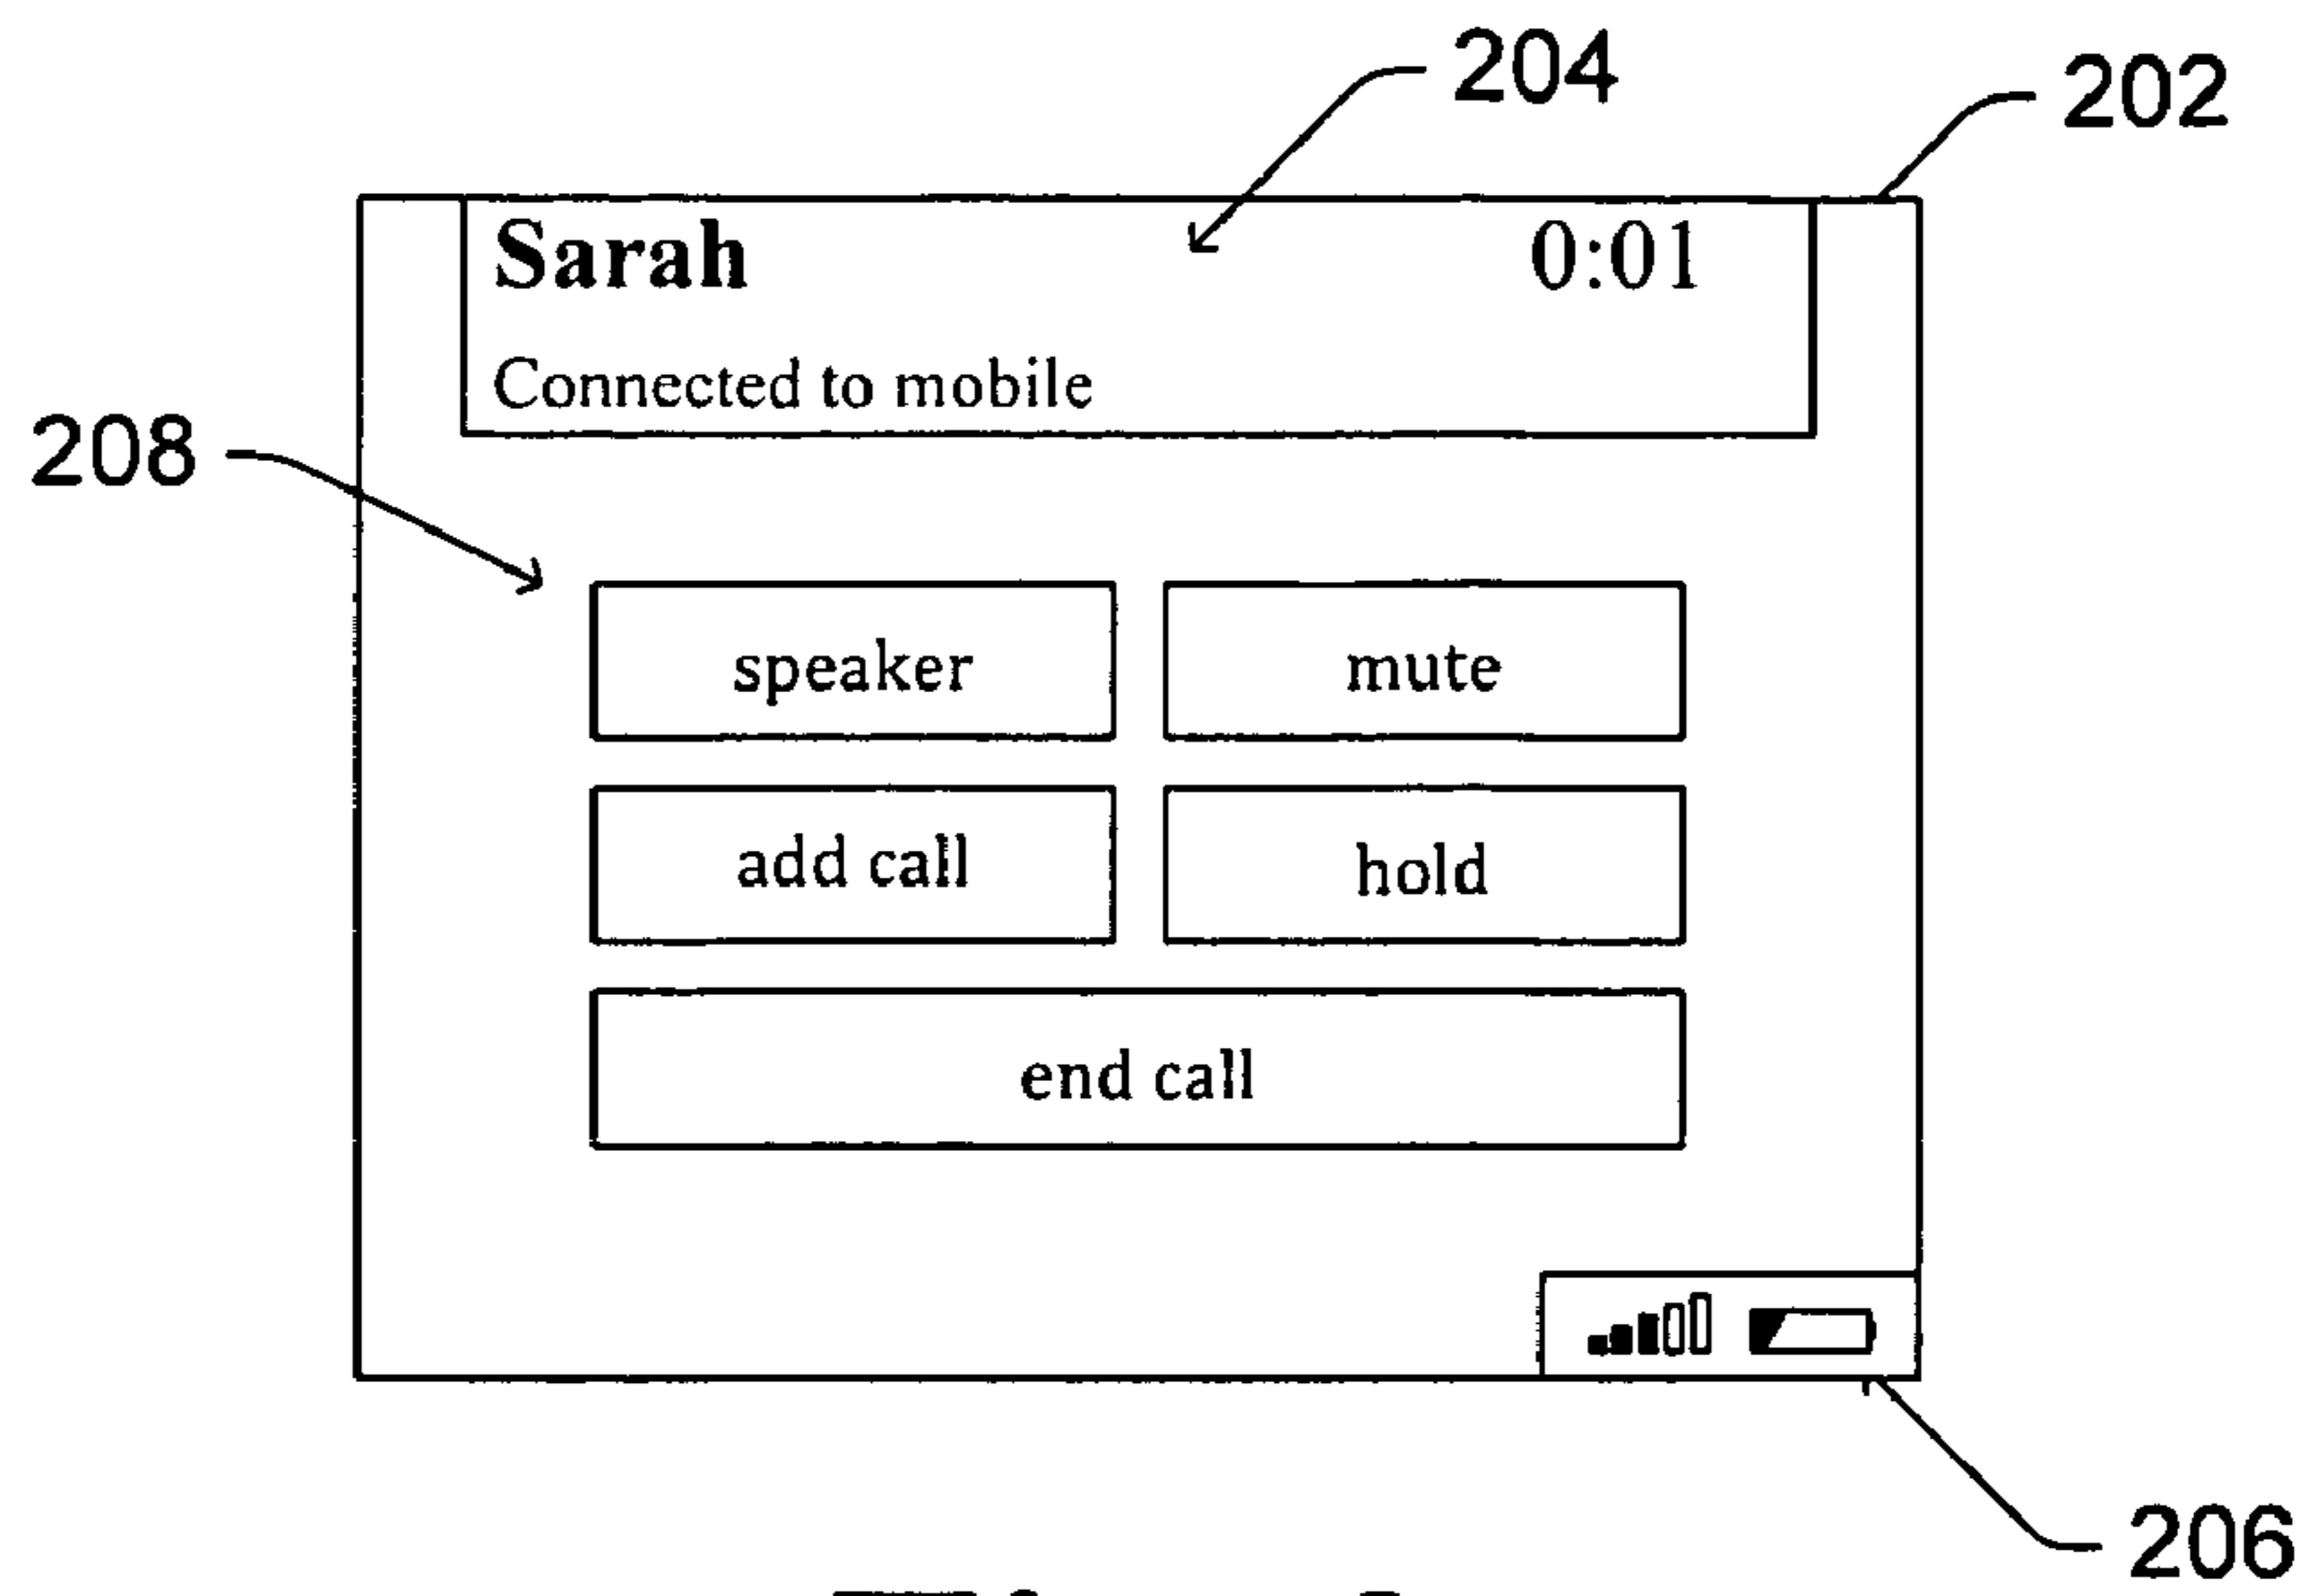 204
202
Sarah 0:01
Connected to mobile
208
speaker mute
add call hold
end call
206